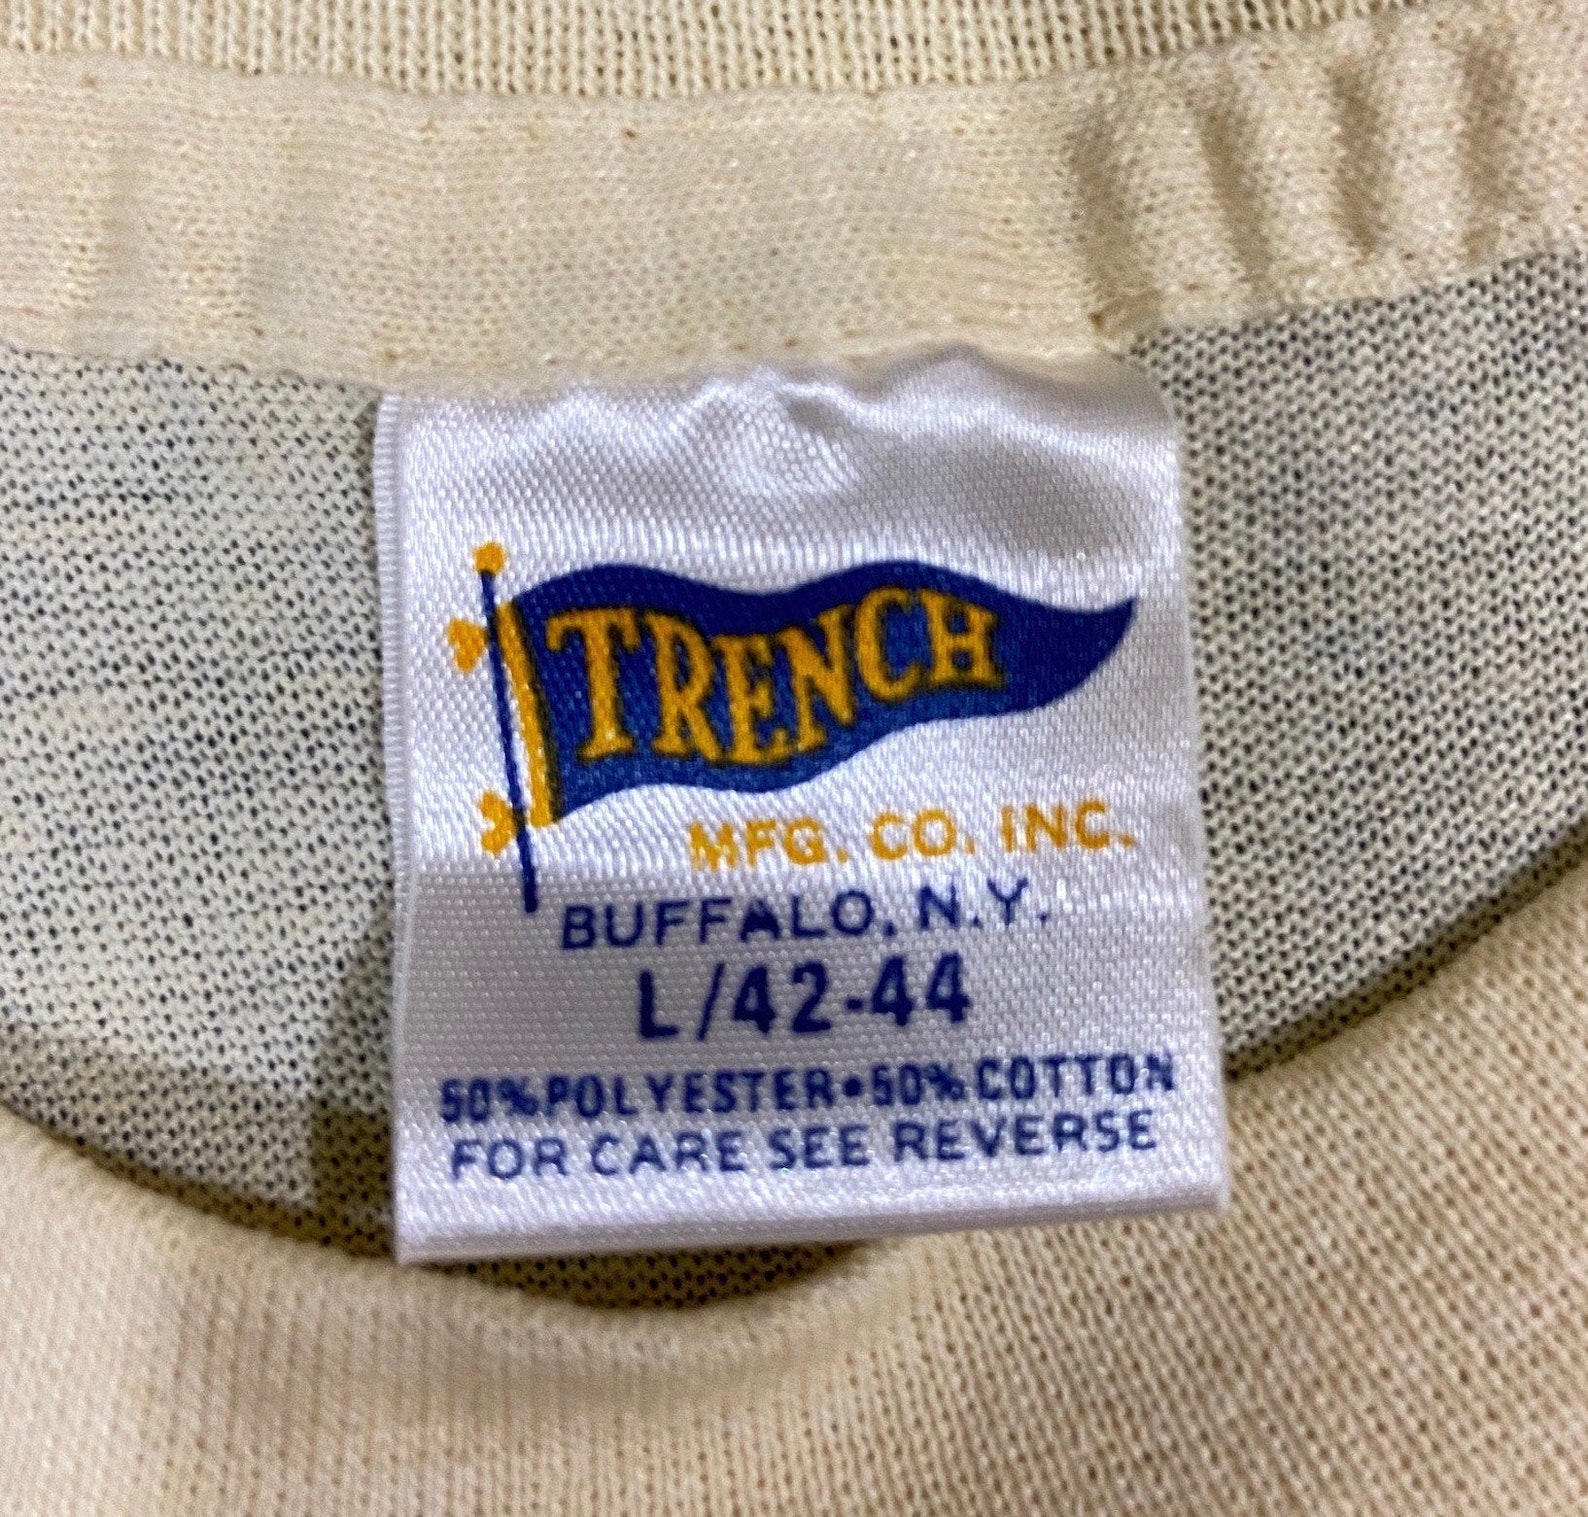 TRENCH
MFG. CO. INC.
BUFFALO, N.Y.
L/42-44
50% POLYESTER • 50% COTTON
FOR CARE SEE REVERSE